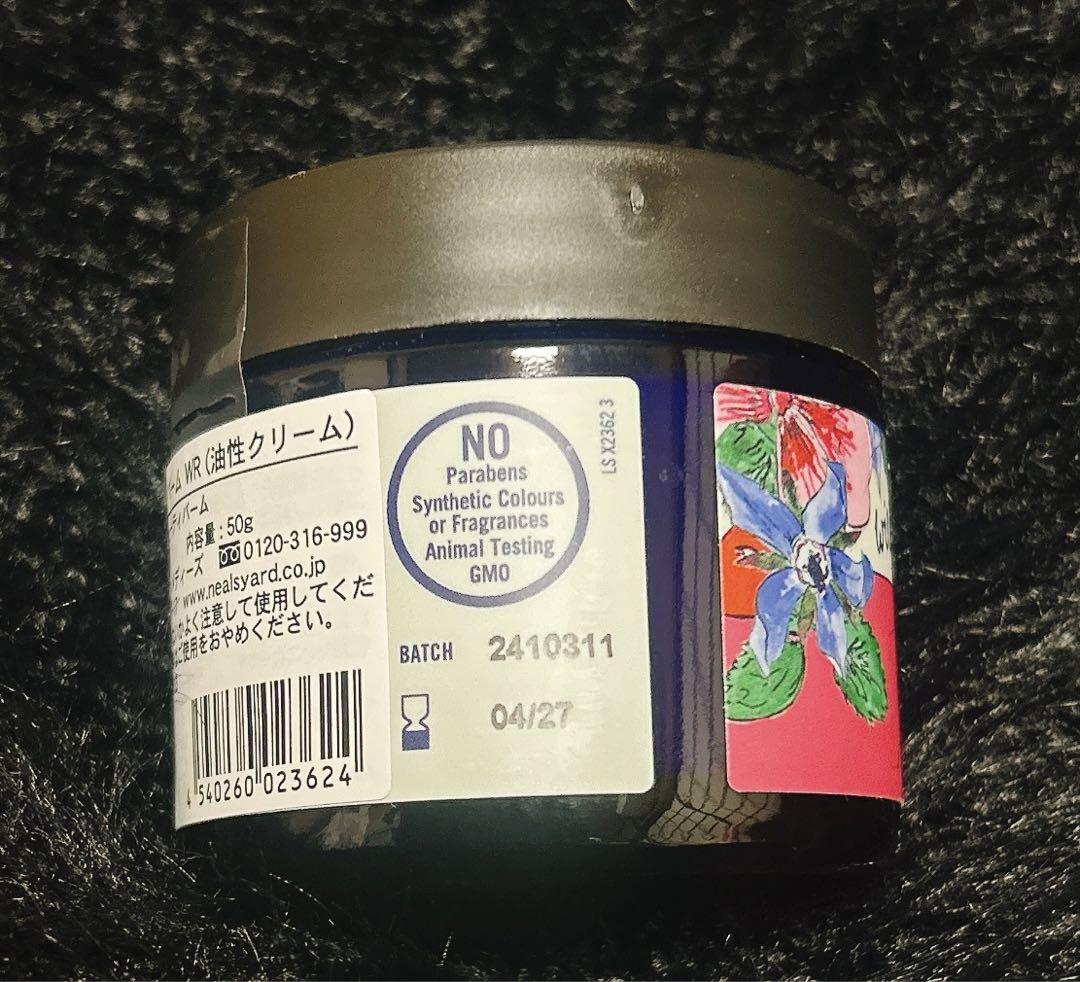 ーム WR (油性クリーム)
ディバーム
内容量:50g
ディーズ 0120-316-999
www.nealsyard.co.jp
よく注意して使用してくだ
ご使用をおやめください。
4 540260 023624
NO
Parabens
Synthetic Colours
or Fragrances
Animal Testing
GMO
LS X2362 3
BATCH 2410311
04/27